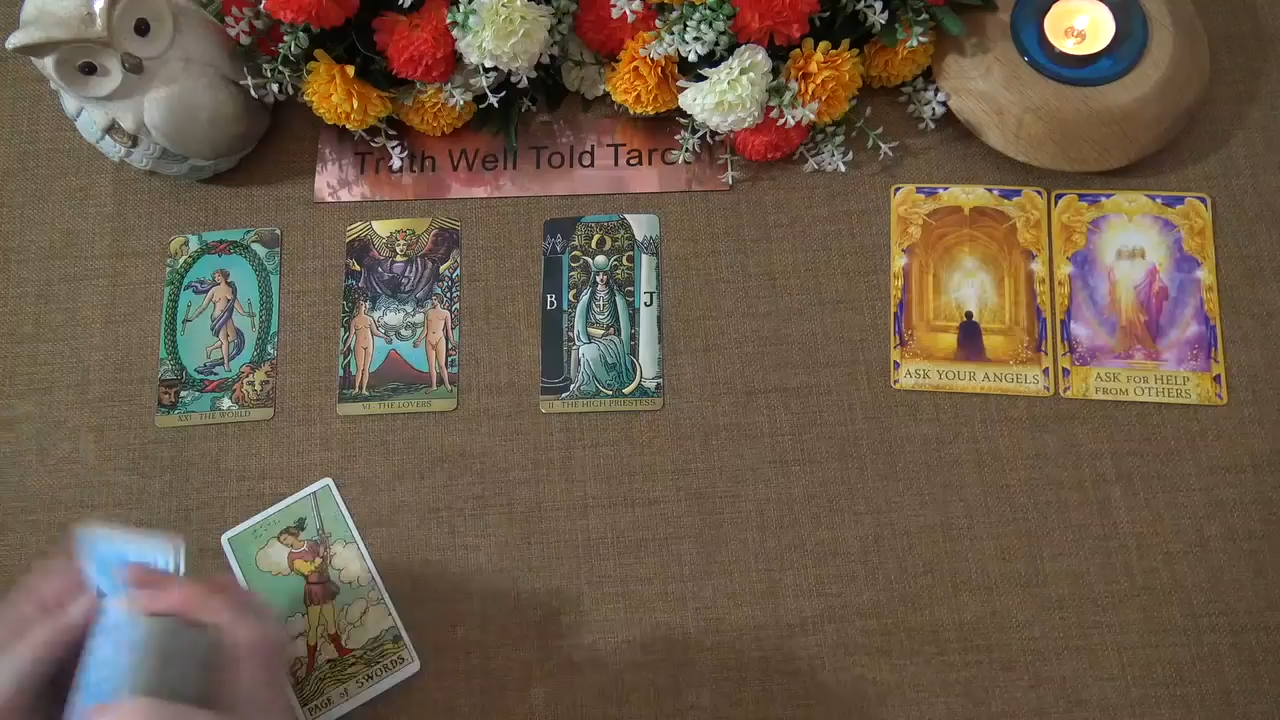 Truth Well Told Tarot
XXI THE WORLD
VI THE LOVERS
B J
II THE HIGH PRIESTESS
ASK YOUR ANGELS
ASK FOR HELP
FROM OTHERS
PAGE of SWORDS.